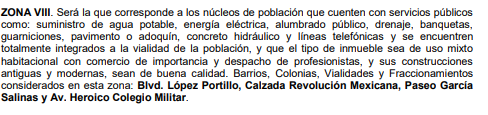 ZONA VIII. Será la que corresponde a los núcleos de población que cuenten con servicios públicos
como: suministro de agua potable, energía eléctrica, alumbrado público, drenaje, banquetas,
guarniciones, pavimento o adoquín, concreto hidráulico y líneas telefónicas y se encuentren
totalmente integrados a la vialidad de la población, y que el tipo de inmueble sea de uso mixto
habitacional con comercio de importancia y despacho de profesionistas, y sus construcciones
antiguas y modernas, sean de buena calidad. Barrios, Colonias, Vialidades y Fraccionamientos
considerados en esta zona: Blvd. López Portillo, Calzada Revolución Mexicana, Paseo García
Salinas y Av. Heroico Colegio Militar.